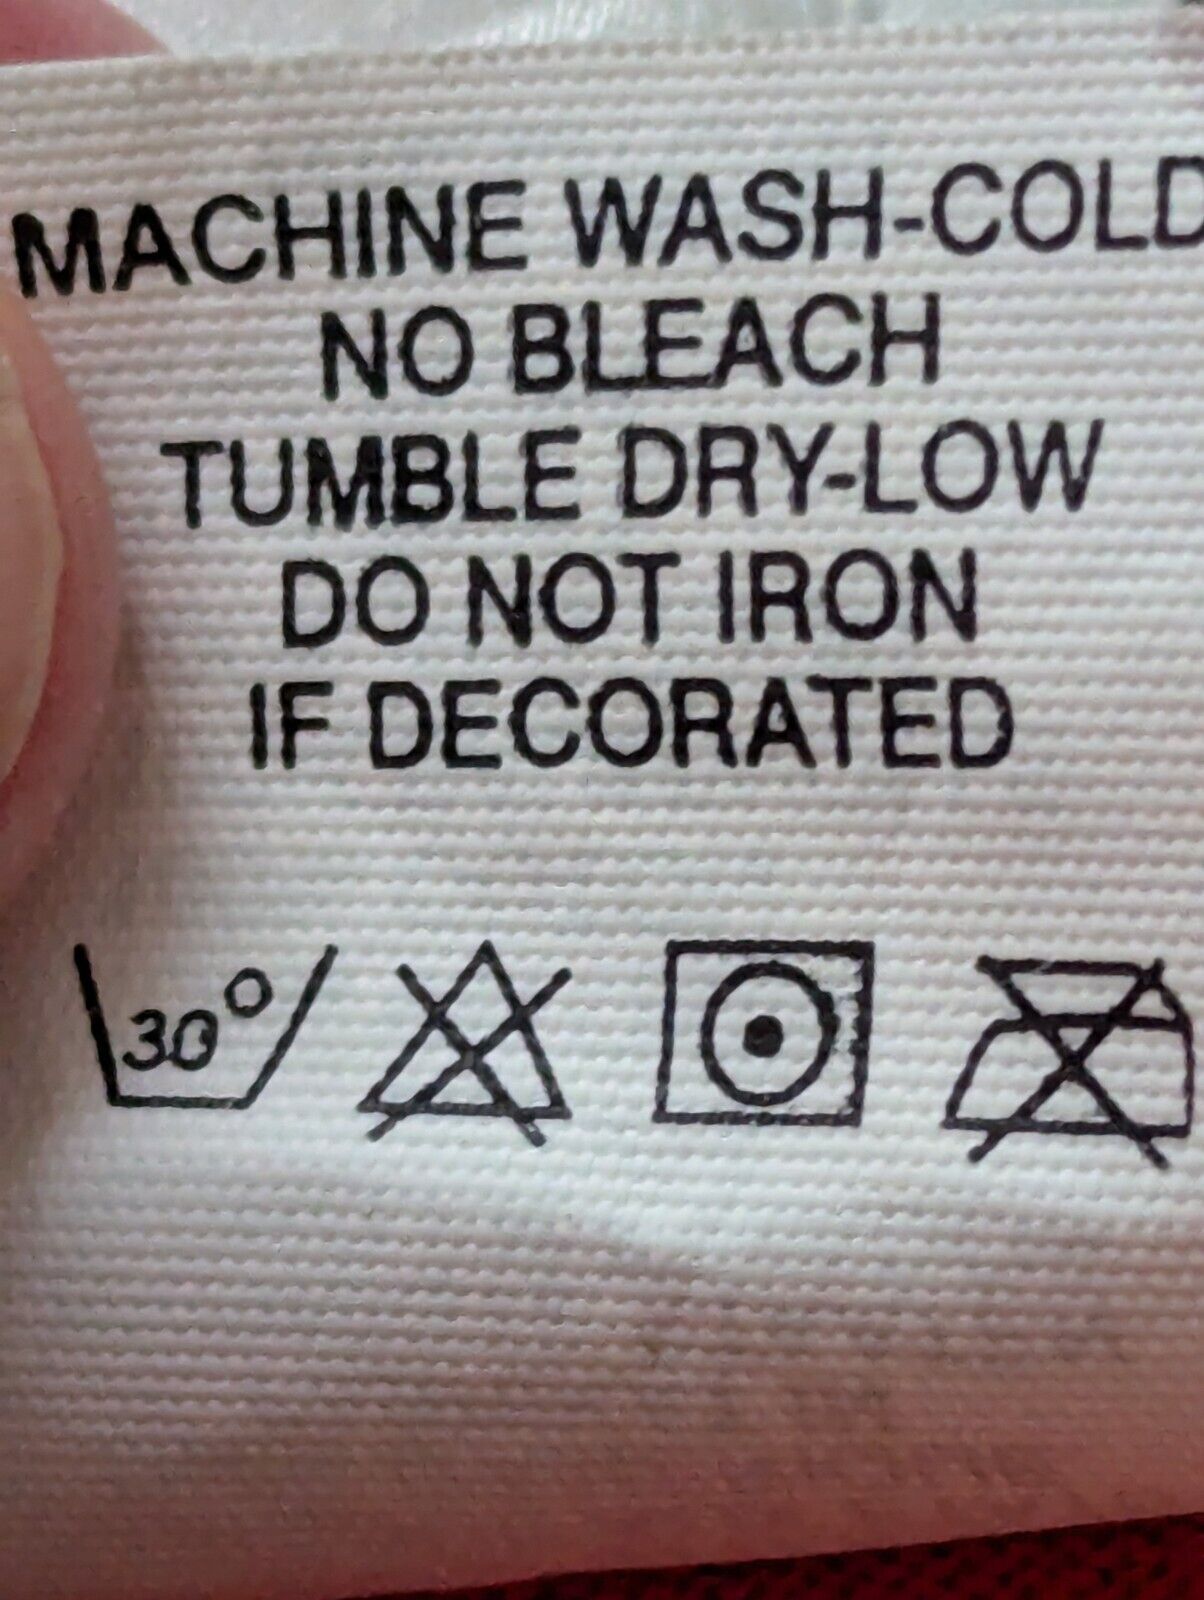 MACHINE WASH-COLD
NO BLEACH
TUMBLE DRY-LOW
DO NOT IRON
IF DECORATED
30°